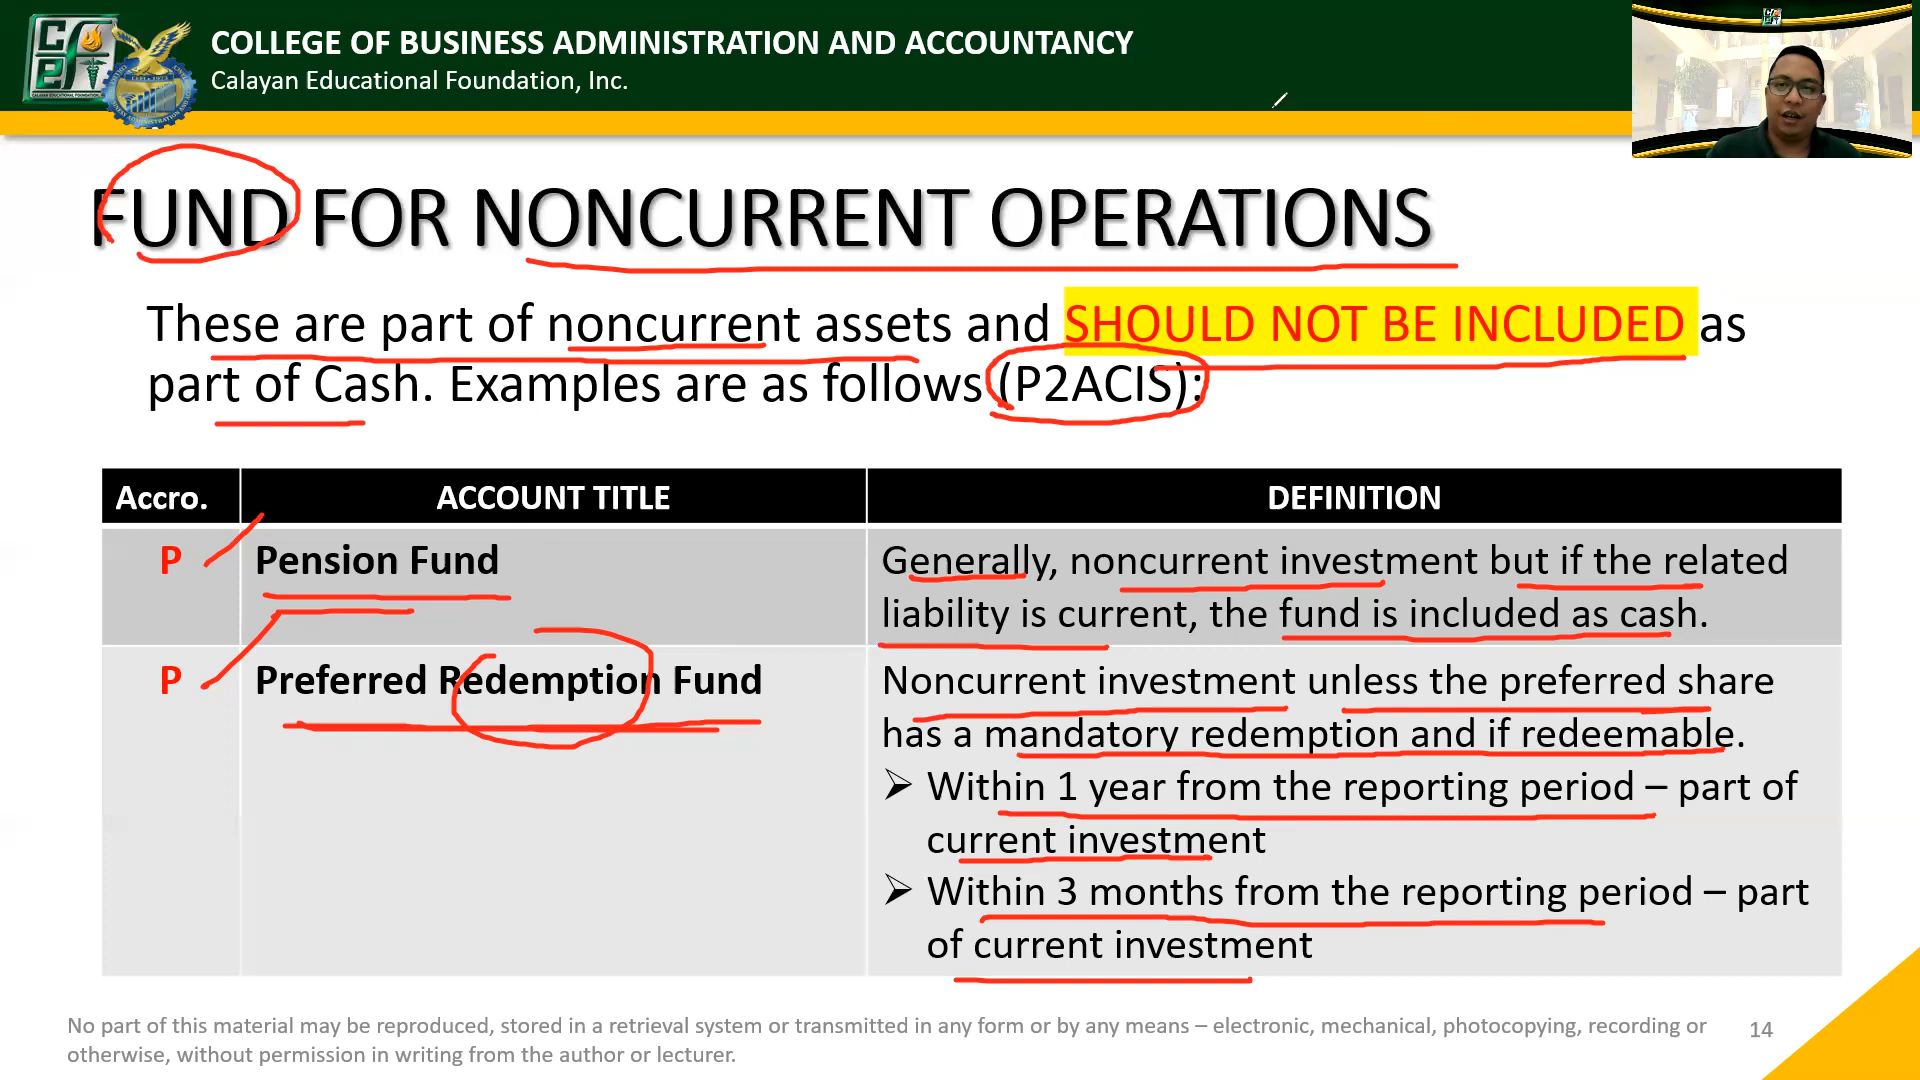 COLLEGE OF BUSINESS ADMINISTRATION AND ACCOUNTANCY
Calayan Educational Foundation, Inc.
FUND FOR NONCURRENT OPERATIONS
These are part of noncurrent assets and SHOULD NOT BE INCLUDED as
part of Cash. Examples are as follows (P2ACIS):
Accro. ACCOUNT TITLE DEFINITION
P Pension Fund Generally, noncurrent investment but if the related
liability is current, the fund is included as cash.
P Preferred Redemption Fund Noncurrent investment unless the preferred share
has a mandatory redemption and if redeemable.
➢ Within 1 year from the reporting period – part of
current investment
➢ Within 3 months from the reporting period – part
of current investment
No part of this material may be reproduced, stored in a retrieval system or transmitted in any form or by any means – electronic, mechanical, photocopying, recording or
otherwise, without permission in writing from the author or lecturer.
14